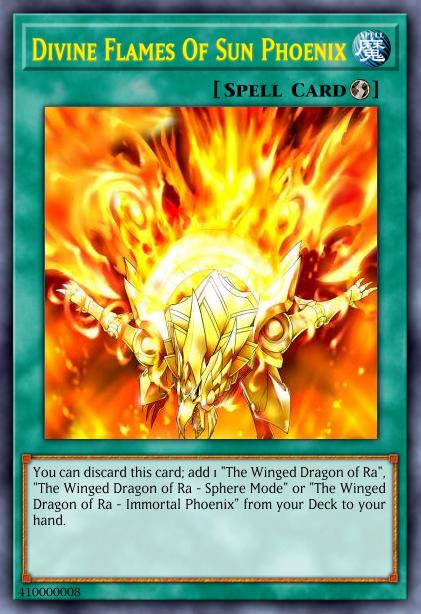 Divine Flames Of Sun Phoenix
SPELL
魔
[Spell Card]
You can discard this card; add 1 "The Winged Dragon of Ra",
"The Winged Dragon of Ra - Sphere Mode" or "The Winged
Dragon of Ra - Immortal Phoenix" from your Deck to your
hand.
410000008